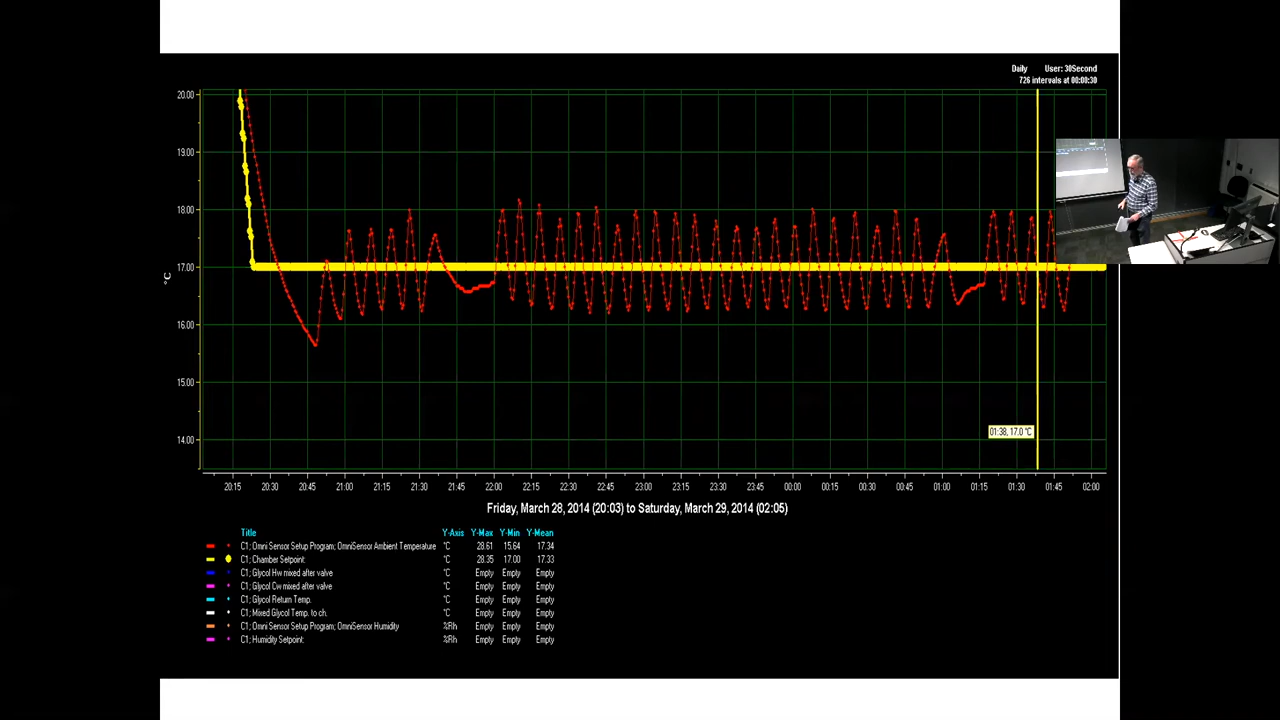 Daily User: 30Second
726 intervals at 00:00:30
20.00
19.00
18.00
17.00
°C
16.00
15.00
14.00
01:38, 17.0 °C
20:15 20:30 20:45 21:00 21:15 21:30 21:45 22:00 22:15 22:30 22:45 23:00 23:15 23:30 23:45 00:00 00:15 00:30 00:45 01:00 01:15 01:30 01:45 02:00
Friday, March 28, 2014 (20:03) to Saturday, March 29, 2014 (02:05)
Title Y-Axis Y-Max Y-Min Y-Mean
C1; Omni Sensor Setup Program; OmniSensor Ambient Temperature °C 28.61 15.64 17.34
C1; Chamber Setpoint: °C 28.35 17.00 17.33
C1; Glycol Hw mixed after valve °C Empty Empty Empty
C1; Glycol Cw mixed after valve °C Empty Empty Empty
C1; Glycol Return Temp. °C Empty Empty Empty
C1; Mixed Glycol Temp. to ch. °C Empty Empty Empty
C1; Omni Sensor Setup Program; OmniSensor Humidity %Rh Empty Empty Empty
C1; Humidity Setpoint: %Rh Empty Empty Empty